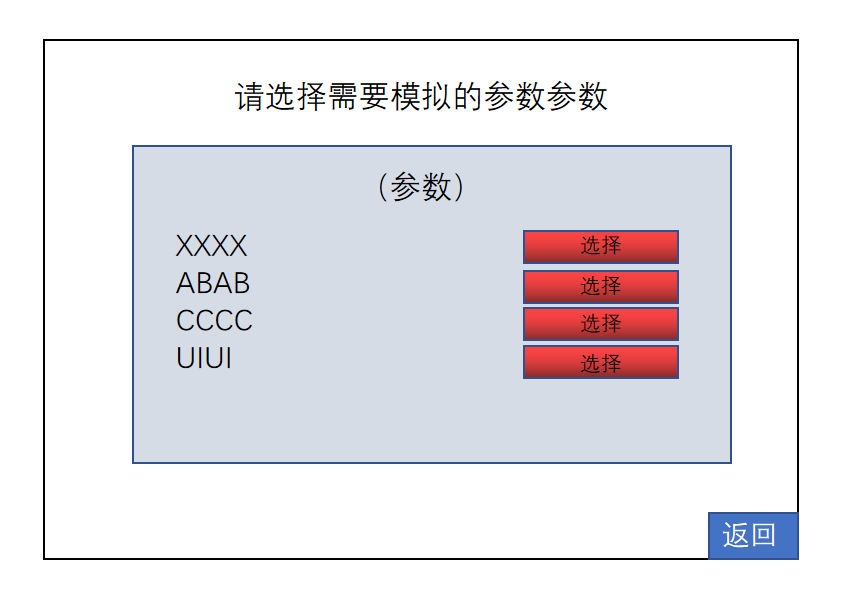 请选择需要模拟的参数参数
（参数）
XXXX 选择
ABAB 选择
CCCC 选择
UIUI 选择
返回